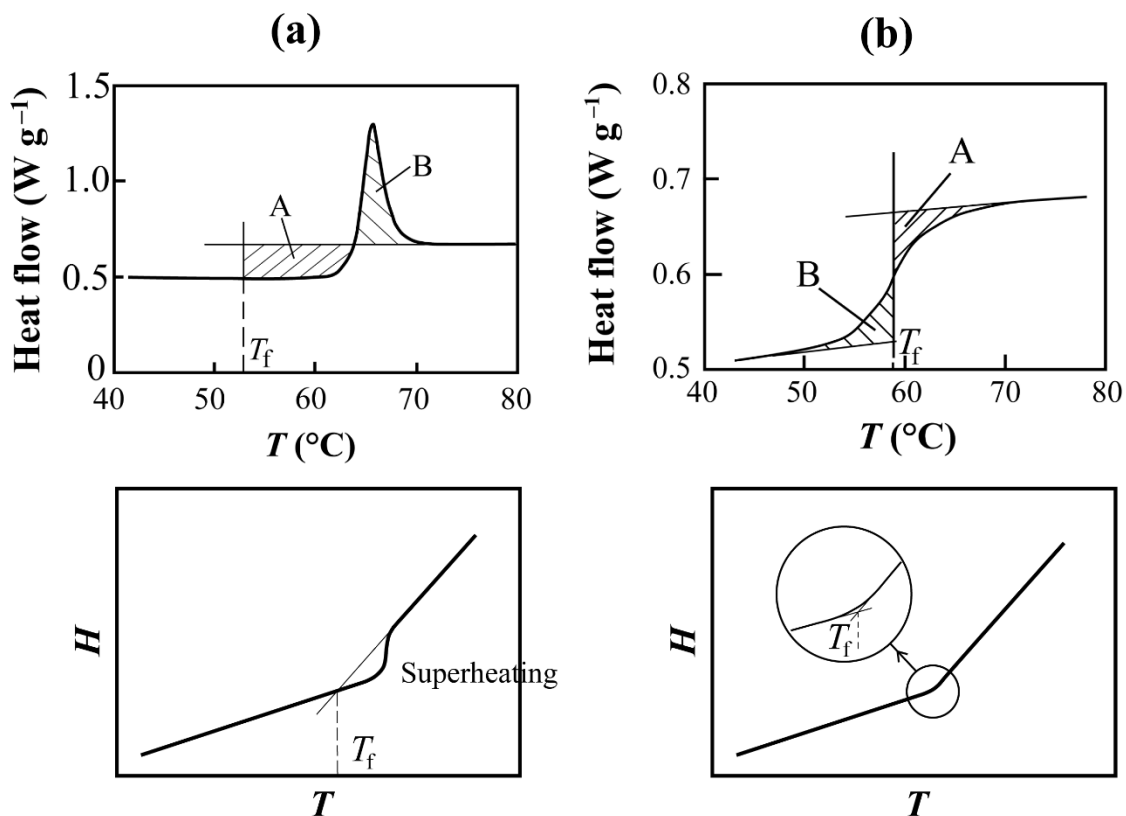 (a)
Heat flow (W g⁻¹)
1.5
1.0
0.5
0
A
B
T_f
40 50 60 70 80
T (°C)
(b)
Heat flow (W g⁻¹)
0.8
0.7
0.6
0.5
A
B
T_f
40 50 60 70 80
T (°C)
H
Superheating
T_f
T
H
T_f
T